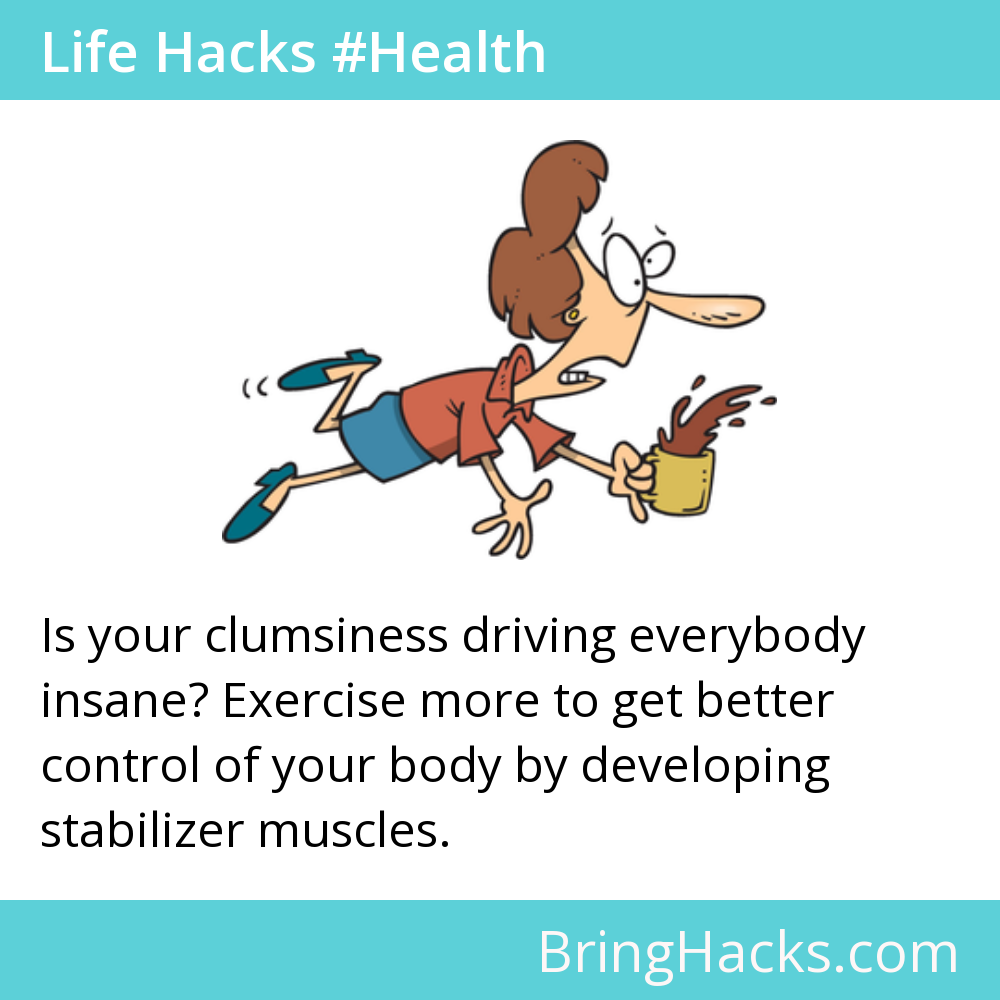 Life Hacks #Health
Is your clumsiness driving everybody
insane? Exercise more to get better
control of your body by developing
stabilizer muscles.
BringHacks.com